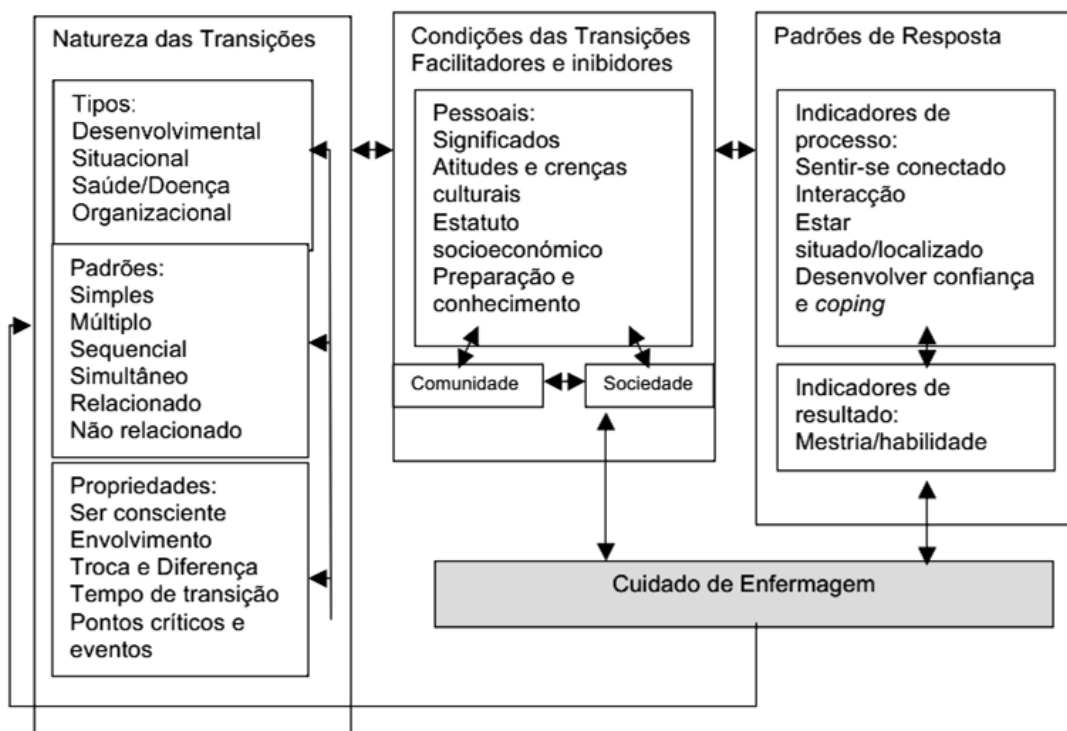 Natureza das Transições
Tipos:
Desenvolvimental
Situacional
Saúde/Doença
Organizacional
Padrões:
Simples
Múltiplo
Sequencial
Simultâneo
Relacionado
Não relacionado
Propriedades:
Ser consciente
Envolvimento
Troca e Diferença
Tempo de transição
Pontos críticos e
eventos
Condições das Transições
Facilitadores e inibidores
Pessoais:
Significados
Atitudes e crenças
culturais
Estatuto
socioeconómico
Preparação e
conhecimento
Comunidade
Sociedade
Padrões de Resposta
Indicadores de
processo:
Sentir-se conectado
Interacção
Estar
situado/localizado
Desenvolver confiança
e coping
Indicadores de
resultado:
Mestria/habilidade
Cuidado de Enfermagem